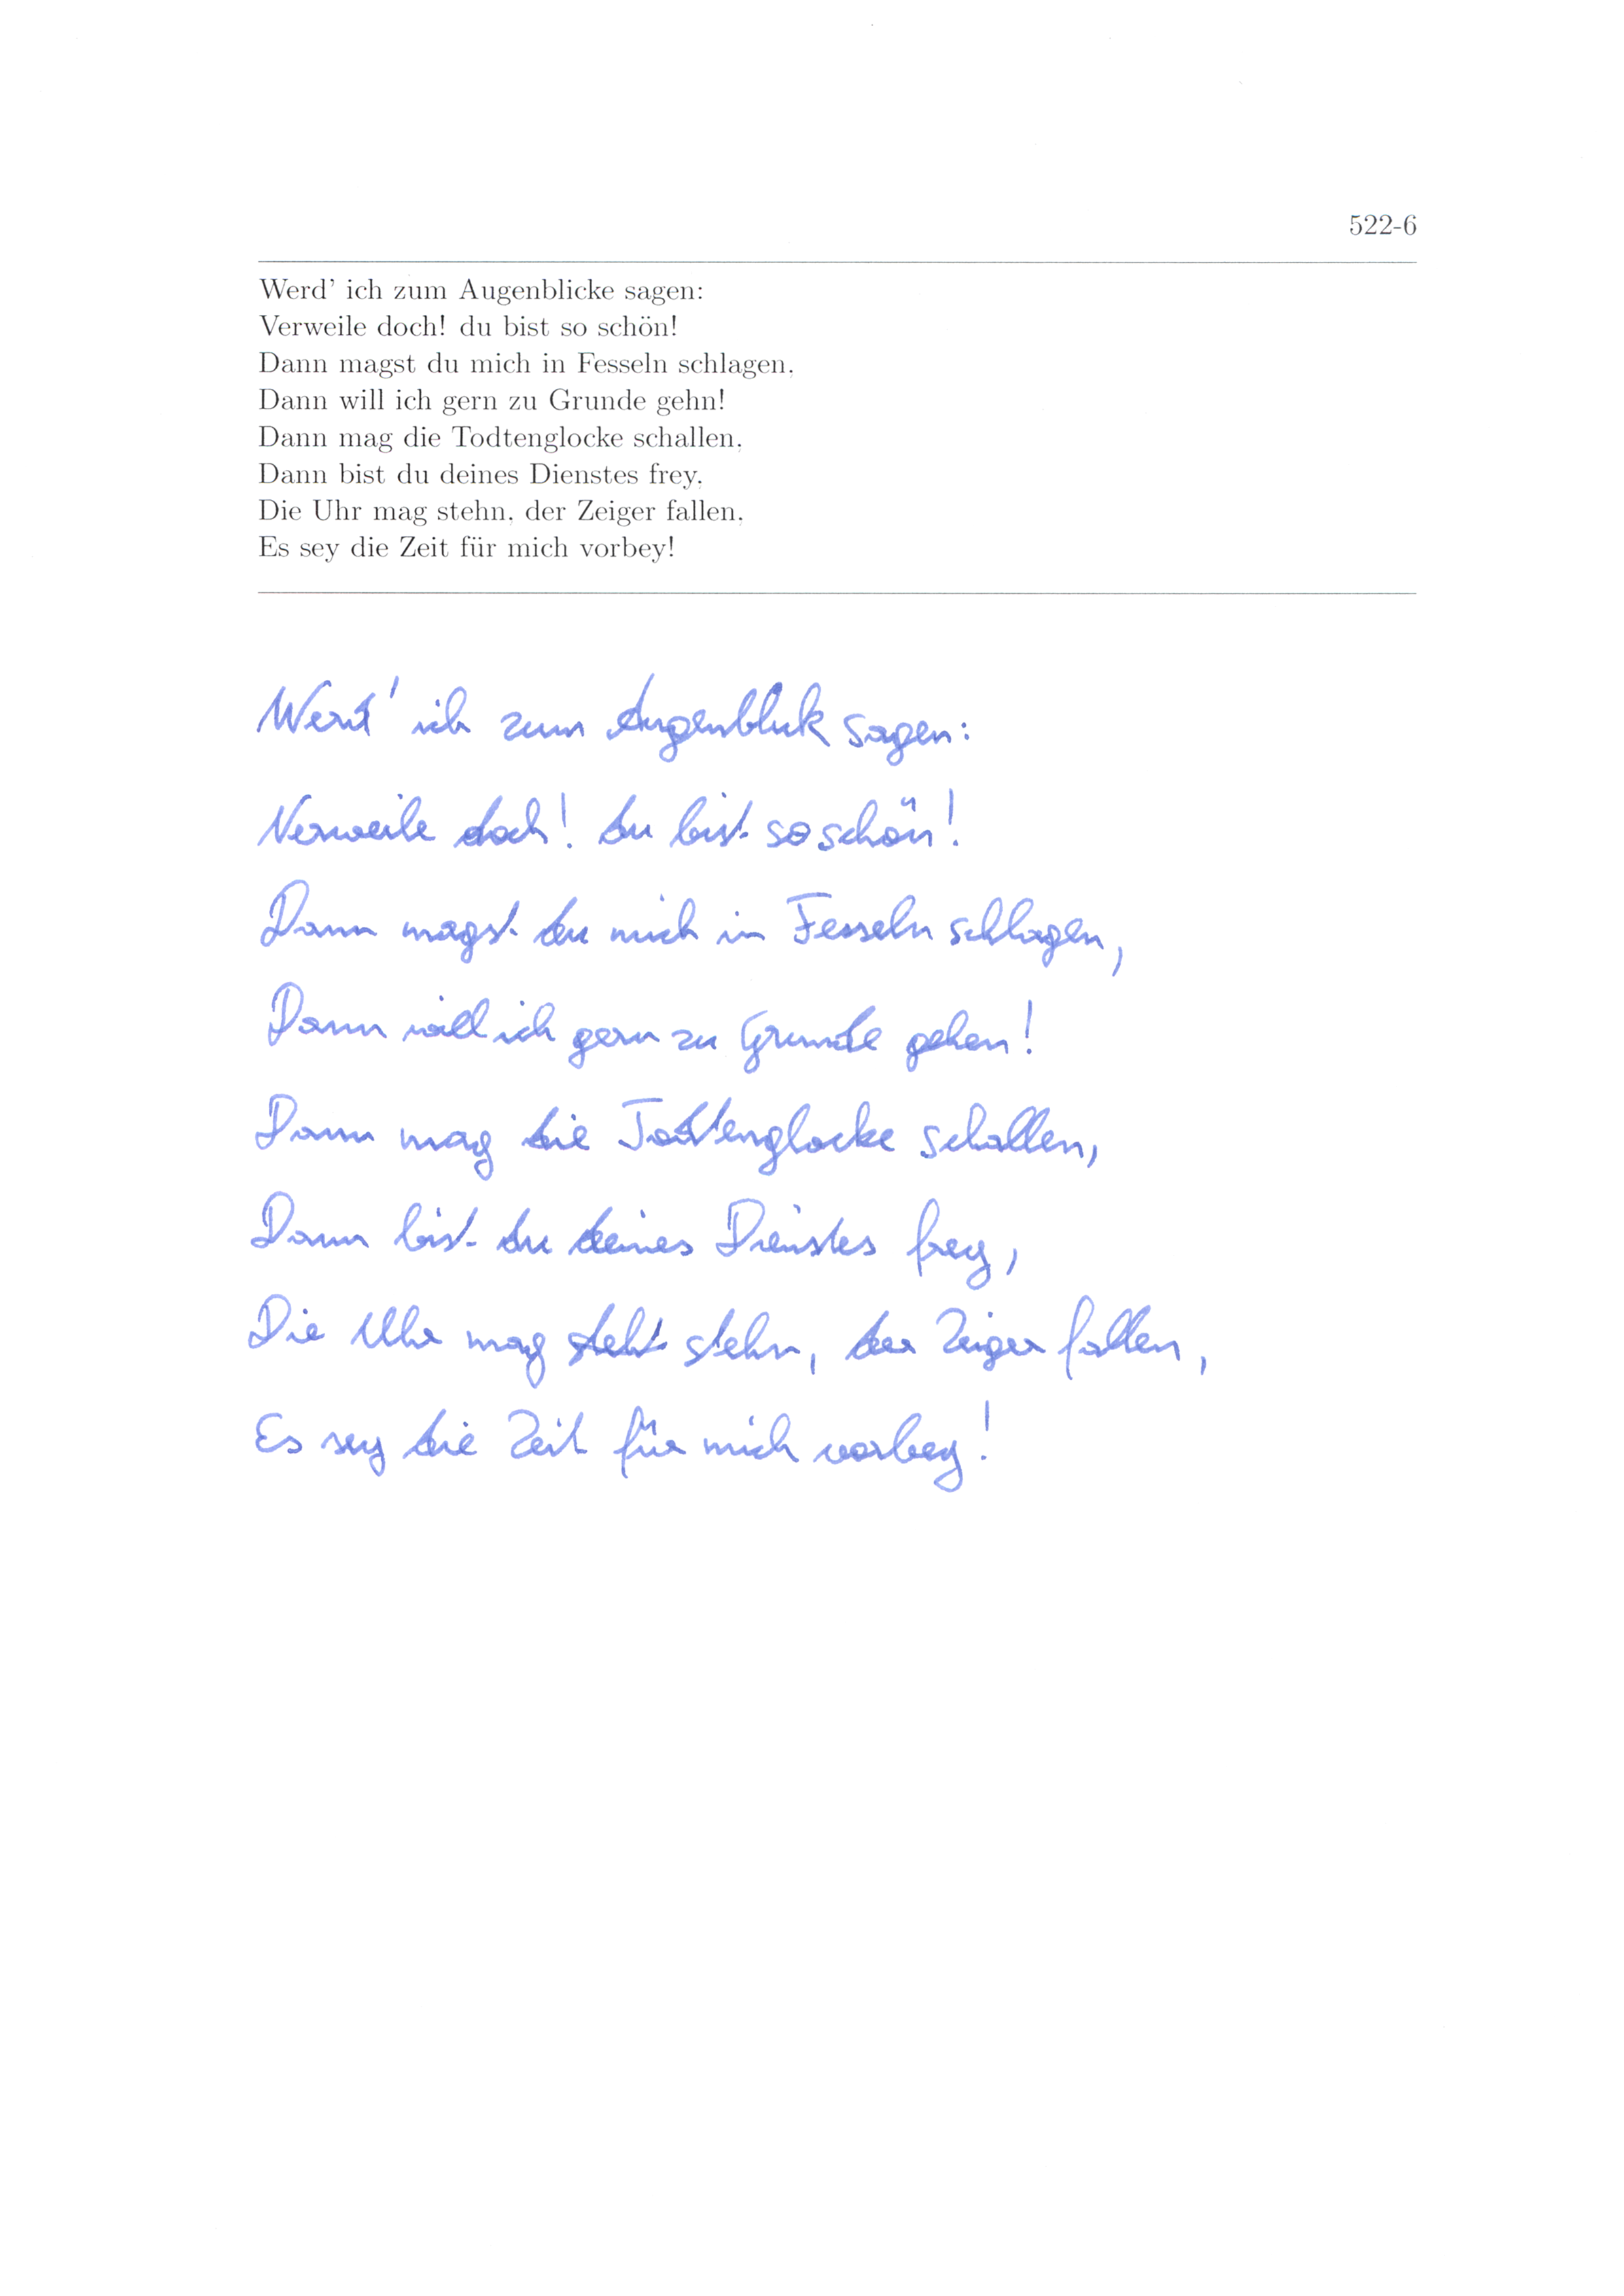 522-6
Werd' ich zum Augenblicke sagen:
Verweile doch! du bist so schön!
Dann magst du mich in Fesseln schlagen,
Dann will ich gern zu Grunde gehn!
Dann mag die Todtenglocke schallen,
Dann bist du deines Dienstes frey,
Die Uhr mag stehn, der Zeiger fallen,
Es sey die Zeit für mich vorbey!
Werd' ich zum Augenblick sagen:
Verweile doch! du bist so schön!
Dann magst du mich in Fesseln schlagen,
Dann will ich gern zu Grunde gehen!
Dann mag die Todtenglocke schallen,
Dann bist du deines Dienstes frey,
Die Uhr mag steht stehn, der Zeiger fallen,
Es sey die Zeit für mich vorbey!